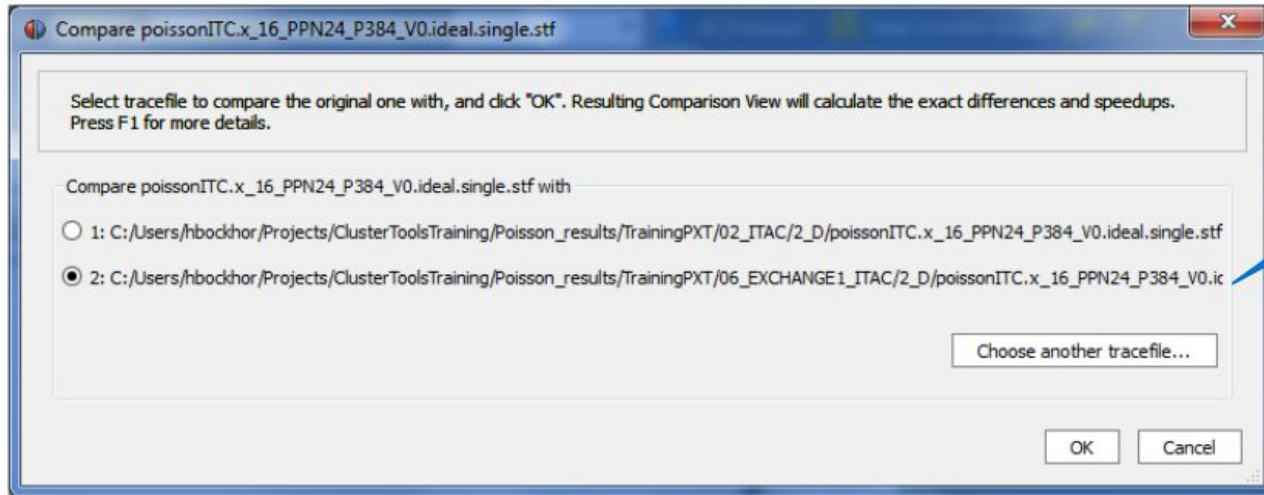 Compare poissonITC.x_16_PPN24_P384_V0.ideal.single.stf
Select tracefile to compare the original one with, and click "OK". Resulting Comparison View will calculate the exact differences and speedups.
Press F1 for more details.
Compare poissonITC.x_16_PPN24_P384_V0.ideal.single.stf with
1: C:/Users/hbockhor/Projects/ClusterToolsTraining/Poisson_results/TrainingPXT/02_ITAC/2_D/poissonITC.x_16_PPN24_P384_V0.ideal.single.stf
2: C:/Users/hbockhor/Projects/ClusterToolsTraining/Poisson_results/TrainingPXT/06_EXCHANGE1_ITAC/2_D/poissonITC.x_16_PPN24_P384_V0.ic
Choose another tracefile...
OK Cancel